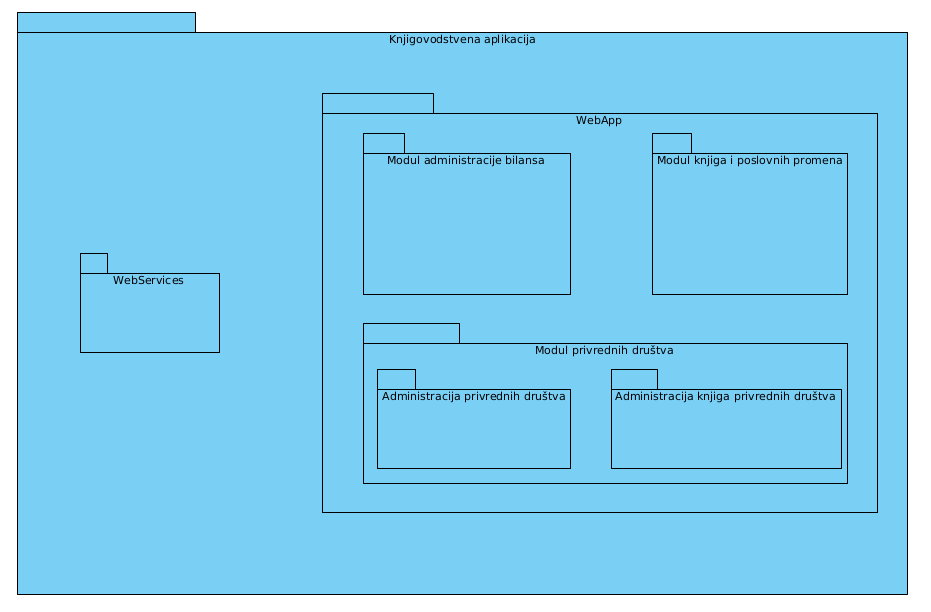 Knjigovodstvena aplikacija
WebApp
Modul administracije bilansa
Modul knjiga i poslovnih promena
WebServices
Modul privrednih društva
Administracija privrednih društva
Administracija knjiga privrednih društva